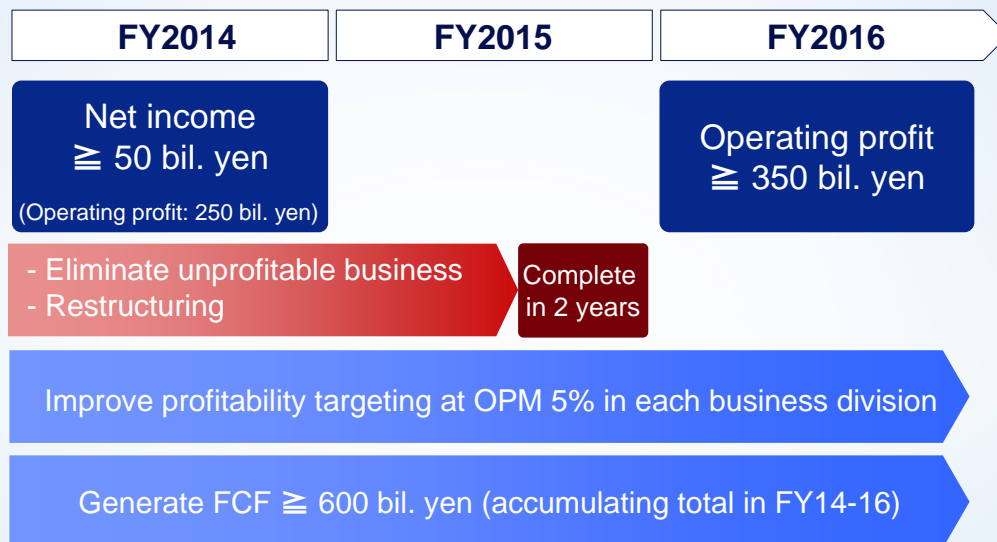 FY2014
FY2015
FY2016
Net income
≧ 50 bil. yen
(Operating profit: 250 bil. yen)
Operating profit
≧ 350 bil. yen
- Eliminate unprofitable business
- Restructuring
Complete
in 2 years
Improve profitability targeting at OPM 5% in each business division
Generate FCF ≧ 600 bil. yen (accumulating total in FY14-16)